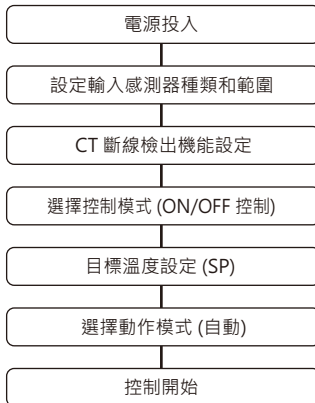 電源投入
設定輸入感測器種類和範圍
CT 斷線檢出機能設定
選擇控制模式 (ON/OFF 控制)
目標溫度設定 (SP)
選擇動作模式 (自動)
控制開始